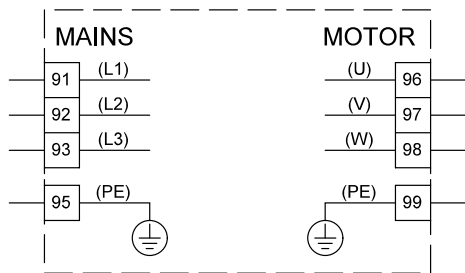 MAINS MOTOR
91 (L1) (U) 96
92 (L2) (V) 97
93 (L3) (W) 98
95 (PE) (PE) 99